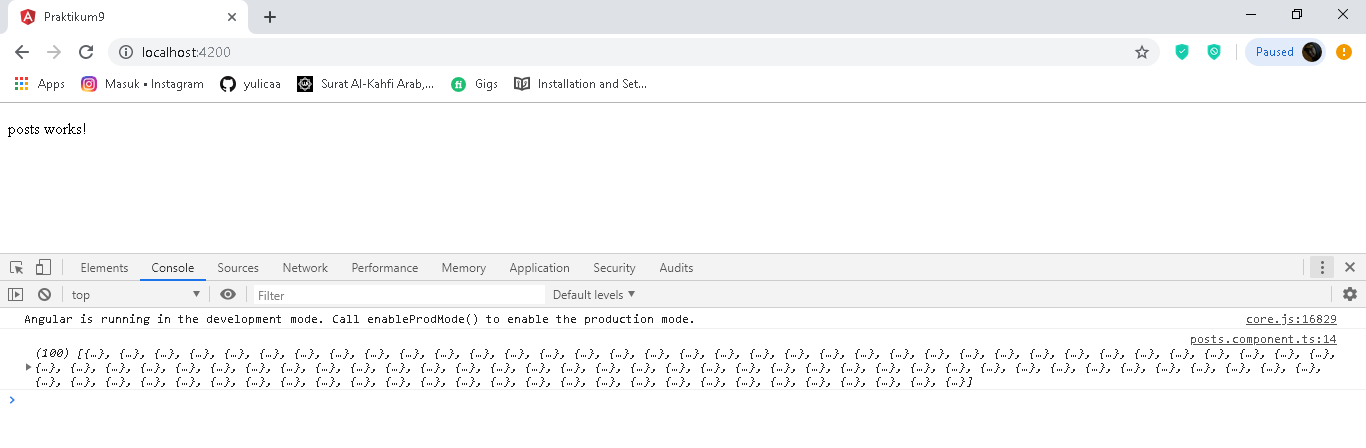 Praktikum9
localhost:4200
Paused
Apps
Masuk • Instagram
yulicaa
Surat Al-Kahfi Arab,...
Gigs
Installation and Set...
posts works!
Elements Console Sources Network Performance Memory Application Security Audits
top
Filter
Default levels
Angular is running in the development mode. Call enableProdMode() to enable the production mode. core.js:16829
posts.component.ts:14
(100) [{…}, {…}, {…}, {…}, {…}, {…}, {…}, {…}, {…}, {…}, {…}, {…}, {…}, {…}, {…}, {…}, {…}, {…}, {…}, {…}, {…}, {…}, {…}, {…}, {…}, {…}, {…}, {…}, {…}, {…}, {…}, {…}, {…}, {…}, {…}, {…},
{…}, {…}, {…}, {…}, {…}, {…}, {…}, {…}, {…}, {…}, {…}, {…}, {…}, {…}, {…}, {…}, {…}, {…}, {…}, {…}, {…}, {…}, {…}, {…}, {…}, {…}, {…}, {…}, {…}, {…}, {…}, {…}, {…}, {…}, {…}, {…}, {…},
{…}, {…}, {…}, {…}, {…}, {…}, {…}, {…}, {…}, {…}, {…}, {…}, {…}, {…}, {…}, {…}, {…}, {…}, {…}, {…}, {…}, {…}, {…}, {…}, {…}, {…}, {…}]